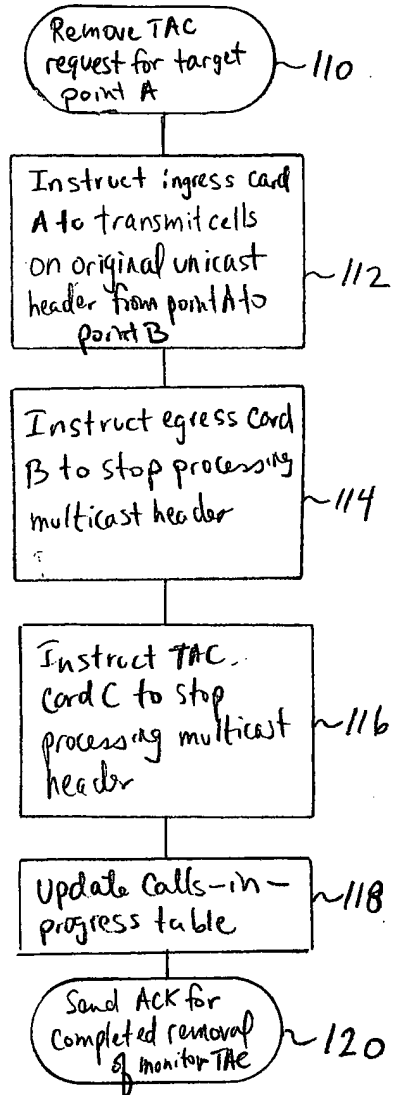 Remove TAC
request for target
point A
110
Instruct ingress card
A to transmit cells
on original unicast
header from point A to
point B
112
Instruct egress card
B to stop processing
multicast header
114
Instruct TAC
card C to stop
processing multicast
header
116
Update Calls-in-
progress table
118
Send ACK for
completed removal
of monitor TAC
120